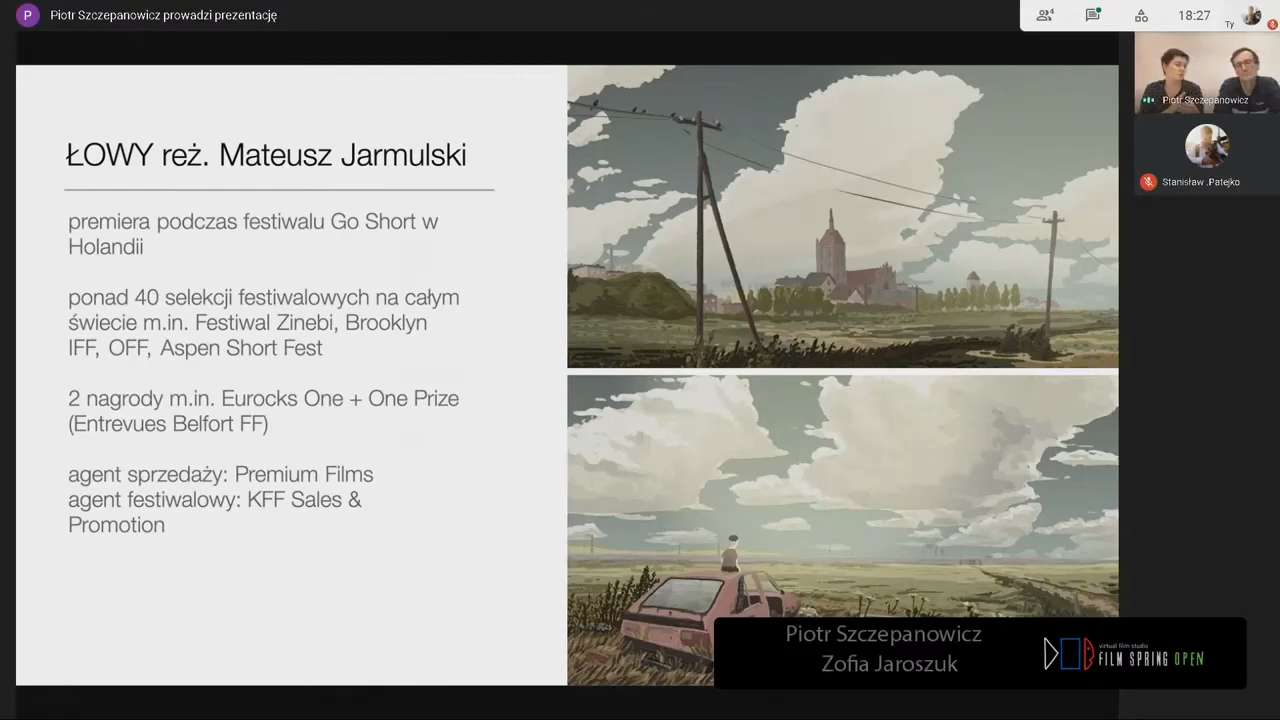 P
Piotr Szczepanowicz prowadzi prezentację
4
18:27
Ty
ŁOWY reż. Mateusz Jarmulski
premiera podczas festiwalu Go Short w
Holandii
ponad 40 selekcji festiwalowych na całym
świecie m.in. Festiwal Zinebi, Brooklyn
IFF, OFF, Aspen Short Fest
2 nagrody m.in. Eurocks One + One Prize
(Entrevues Belfort FF)
agent sprzedaży: Premium Films
agent festiwalowy: KFF Sales &
Promotion
Piotr Szczepanowicz
Stanisław .Patejko
Piotr Szczepanowicz
Zofia Jaroszuk
virtual film studio
FILM SPRING OPEN